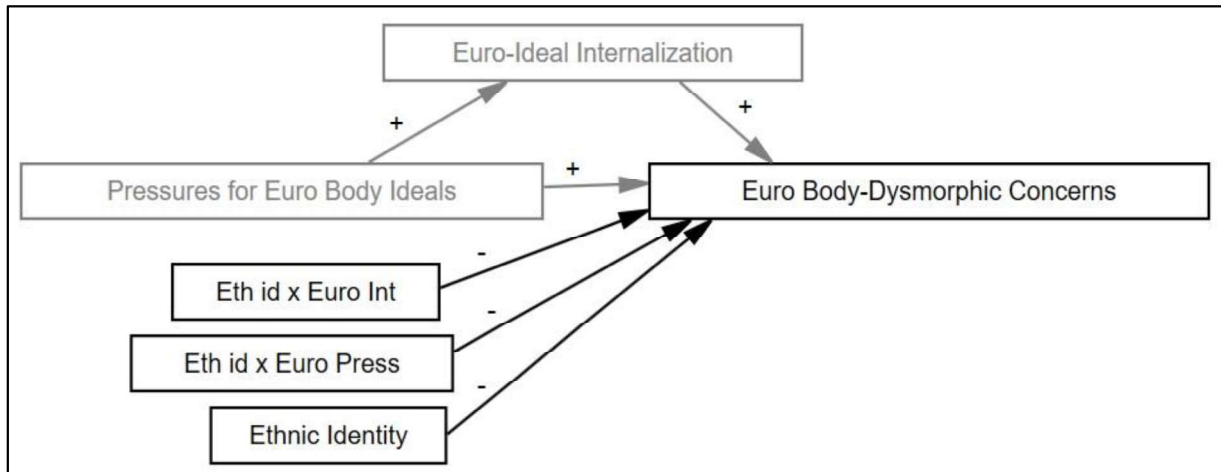 Euro-Ideal Internalization
+
+
Pressures for Euro Body Ideals
+
Euro Body-Dysmorphic Concerns
-
Eth id x Euro Int
-
Eth id x Euro Press
-
Ethnic Identity